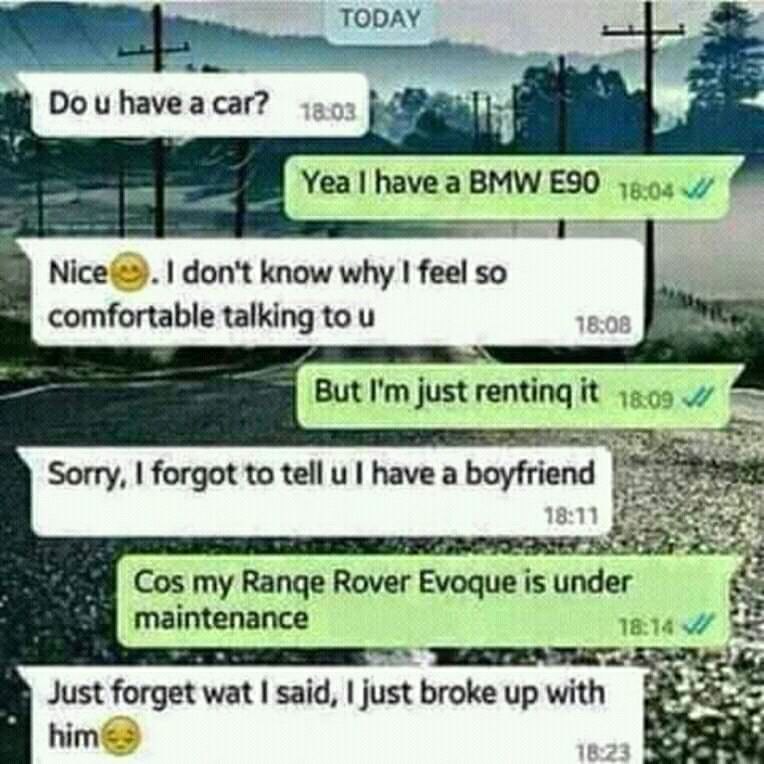 TODAY
Do u have a car? 18:03
Yea I have a BMW E90 18:04
Nice😊. I don't know why I feel so
comfortable talking to u 18:08
But I'm just renting it 18:09
Sorry, I forgot to tell u I have a boyfriend
18:11
Cos my Range Rover Evoque is under
maintenance 18:14
Just forget wat I said, I just broke up with
him😔 18:23